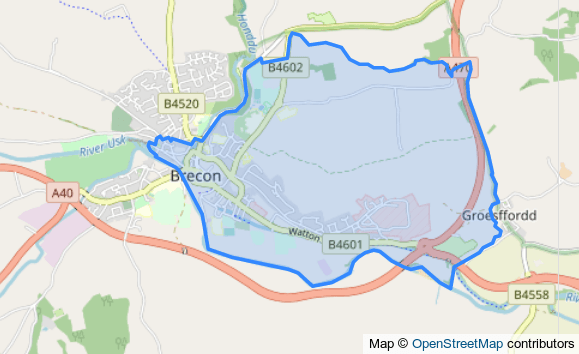 Honddu
B4602
A470
B4520
River Usk
Brecon
A40
Groesffordd
Watton
B4601
B4558
Map © OpenStreetMap contributors